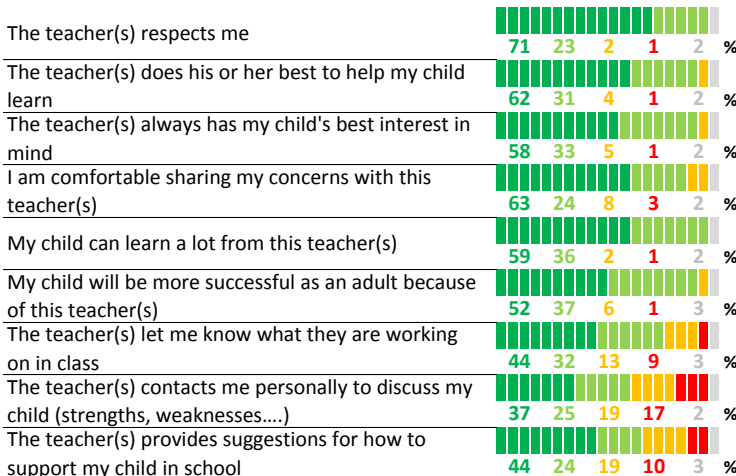 The teacher(s) respects me
71 23 2 1 2 %
The teacher(s) does his or her best to help my child
learn
62 31 4 1 2 %
The teacher(s) always has my child's best interest in
mind
58 33 5 1 2 %
I am comfortable sharing my concerns with this
teacher(s)
63 24 8 3 2 %
My child can learn a lot from this teacher(s)
59 36 2 1 2 %
My child will be more successful as an adult because
of this teacher(s)
52 37 6 1 3 %
The teacher(s) let me know what they are working
on in class
44 32 13 9 3 %
The teacher(s) contacts me personally to discuss my
child (strengths, weaknesses....)
37 25 19 17 2 %
The teacher(s) provides suggestions for how to
support my child in school
44 24 19 10 3 %